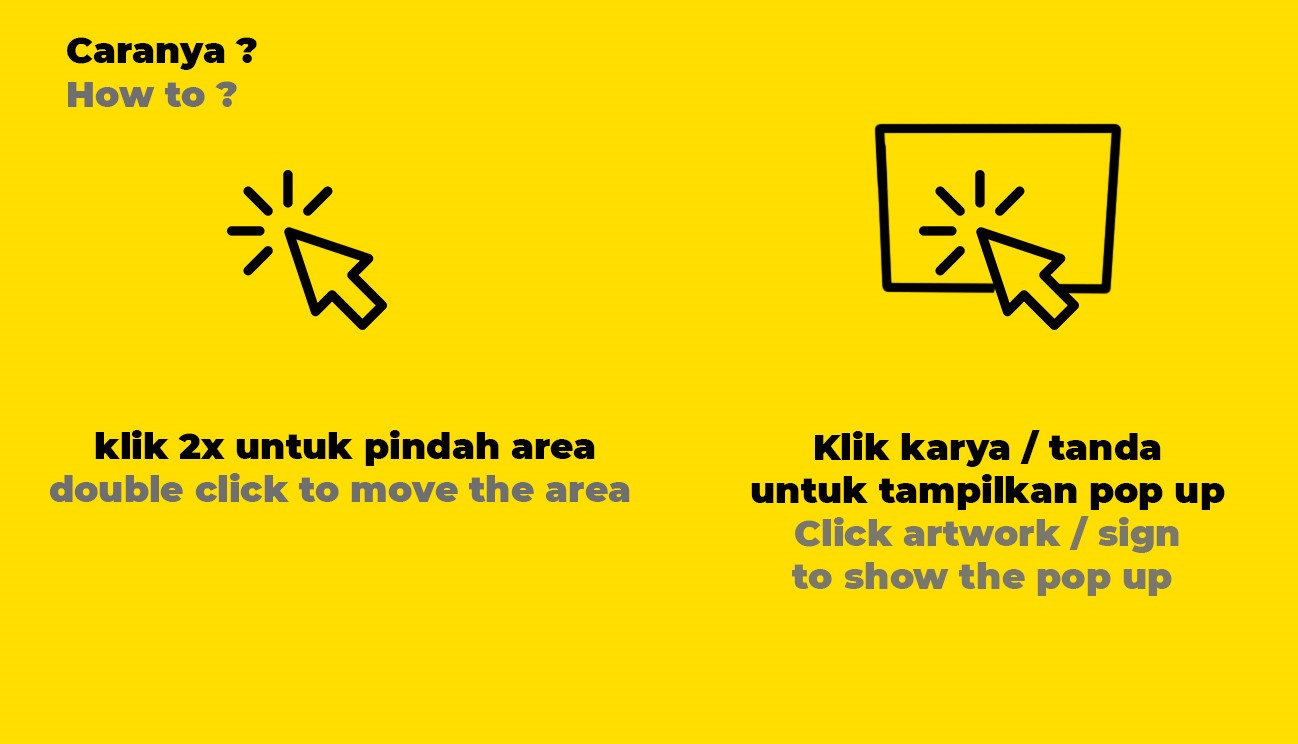 Caranya ?
How to ?
klik 2x untuk pindah area
double click to move the area
Klik karya / tanda
untuk tampilkan pop up
Click artwork / sign
to show the pop up